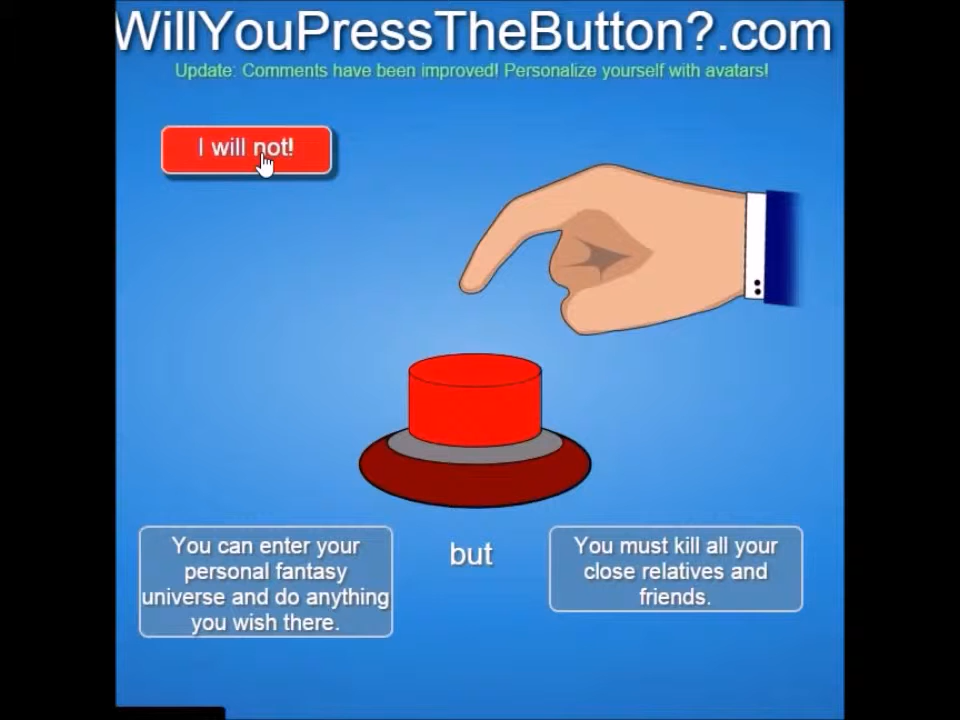 WillYouPressTheButton?.com
Update: Comments have been improved! Personalize yourself with avatars!
I will not!
You can enter your
personal fantasy
universe and do anything
you wish there.
but
You must kill all your
close relatives and
friends.